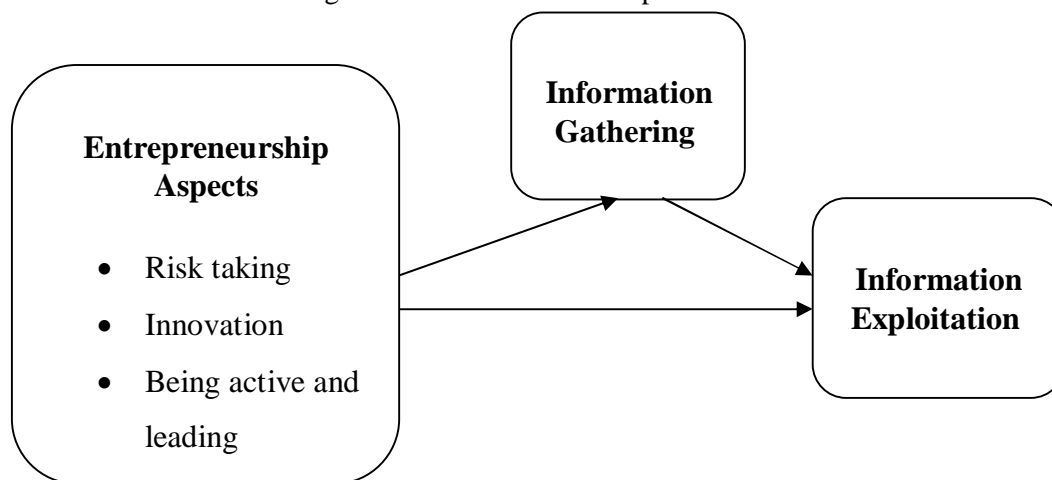 Entrepreneurship
Aspects
• Risk taking
• Innovation
• Being active and
leading
Information
Gathering
Information
Exploitation